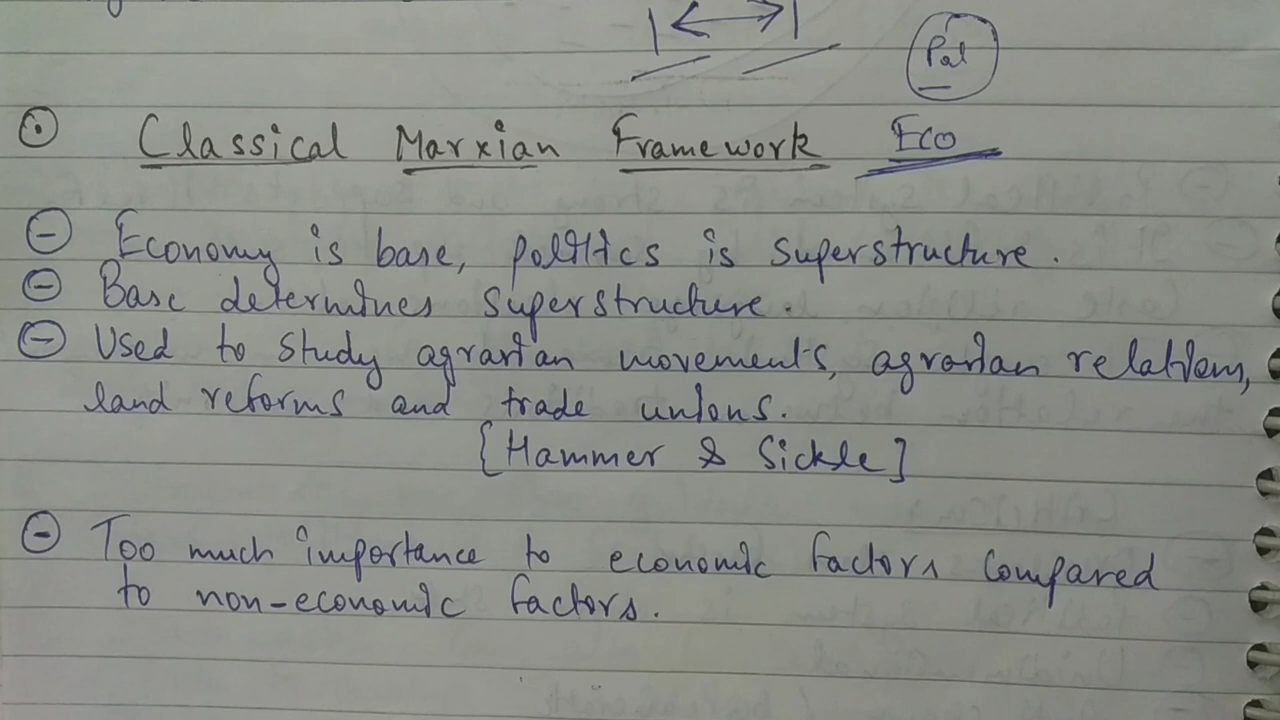 Pol
Classical Marxian Framework Eco
Economy is base, politics is superstructure.
Base determines superstructure.
Used to study agrarian movements, agrarian relations,
land reforms and trade unions.
[Hammer & Sickle]
Too much importance to economic factors compared
to non-economic factors.